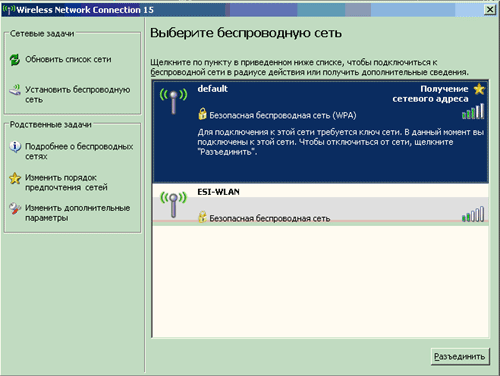 Wireless Network Connection 15
Сетевые задачи
Обновить список сети
Установить беспроводную
сеть
Родственные задачи
Подробнее о беспроводных
сетях
Изменить порядок
предпочтения сетей
Изменить дополнительные
параметры
Выберите беспроводную сеть
Щелкните по пункту в приведенном ниже списке, чтобы подключиться к
беспроводной сети в радиусе действия или получить дополнительные сведения.
default
Получение
сетевого адреса
Безопасная беспроводная сеть (WPA)
Для подключения к этой сети требуется ключ сети. В данный момент вы
подключены к этой сети. Чтобы отключиться от сети, щелкните
"Разъединить".
ESI-WLAN
Безопасная беспроводная сеть
Разъединить